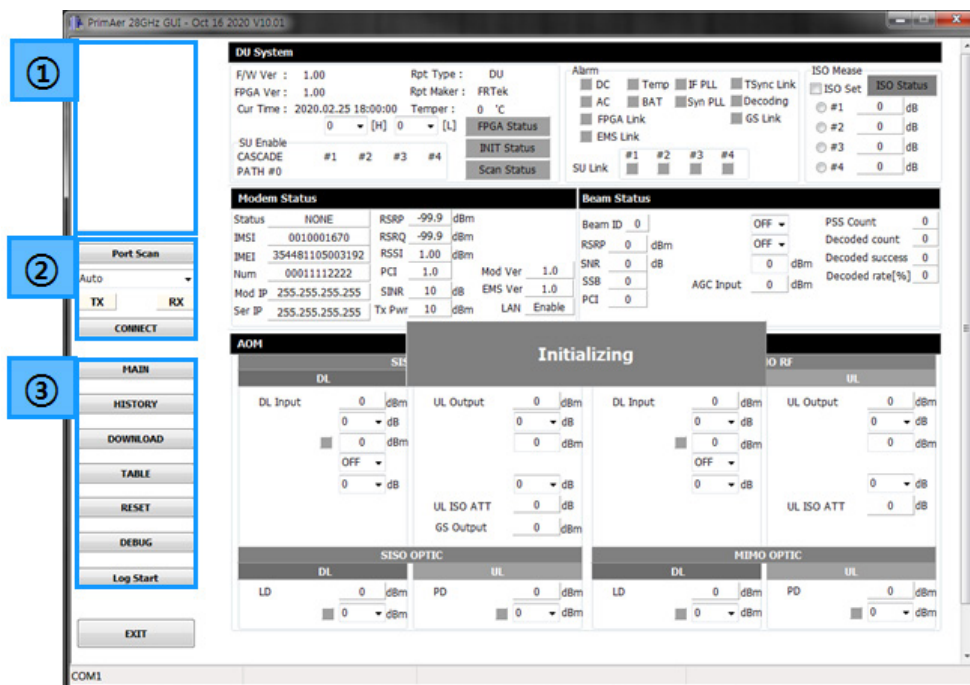 PrimAer 28GHz GUI - Oct 16 2020 V10.01
①
②
③
Port Scan
Auto
TX RX
CONNECT
MAIN
HISTORY
DOWNLOAD
TABLE
RESET
DEBUG
Log Start
EXIT
COM1
DU System
F/W Ver : 1.00 Rpt Type : DU
FPGA Ver : 1.00 Rpt Maker : FRTek
Cur Time : 2020.02.25 18:00:00 Temper : 0 'C
0 [H] 0 [L] FPGA Status
SU Enable INIT Status
CASCADE #1 #2 #3 #4
PATH #0 Scan Status
Alarm
DC Temp IF PLL TSync Link
AC BAT Syn PLL Decoding
FPGA Link GS Link
EMS Link
#1 #2 #3 #4
SU Link
ISO Mease
ISO Set ISO Status
#1 0 dB
#2 0 dB
#3 0 dB
#4 0 dB
Modem Status
Status NONE RSRP -99.9 dBm
IMSI 0010001670 RSRQ -99.9 dBm
IMEI 354481105003192 RSSI 1.00 dBm
Num 00011112222 PCI 1.0 Mod Ver 1.0
Mod IP 255.255.255.255 SINR 10 dB EMS Ver 1.0
Ser IP 255.255.255.255 Tx Pwr 10 dBm LAN Enable
Beam Status
Beam ID 0 OFF PSS Count 0
RSRP 0 dBm OFF Decoded count 0
SNR 0 dB 0 dBm Decoded success 0
SSB 0 AGC Input 0 dBm Decoded rate[%] 0
PCI 0
AOM
Initializing
SIS O RF
DL UL
DL Input 0 dBm UL Output 0 dBm DL Input 0 dBm UL Output 0 dBm
0 dB 0 dB 0 dB 0 dB
0 dBm 0 dBm 0 dBm 0 dBm
OFF OFF
0 dB 0 dB 0 dB 0 dB
UL ISO ATT 0 dB UL ISO ATT 0 dB
GS Output 0 dBm
SISO OPTIC MIMO OPTIC
DL UL DL UL
LD 0 dBm PD 0 dBm LD 0 dBm PD 0 dBm
0 dBm 0 dBm 0 dBm 0 dBm